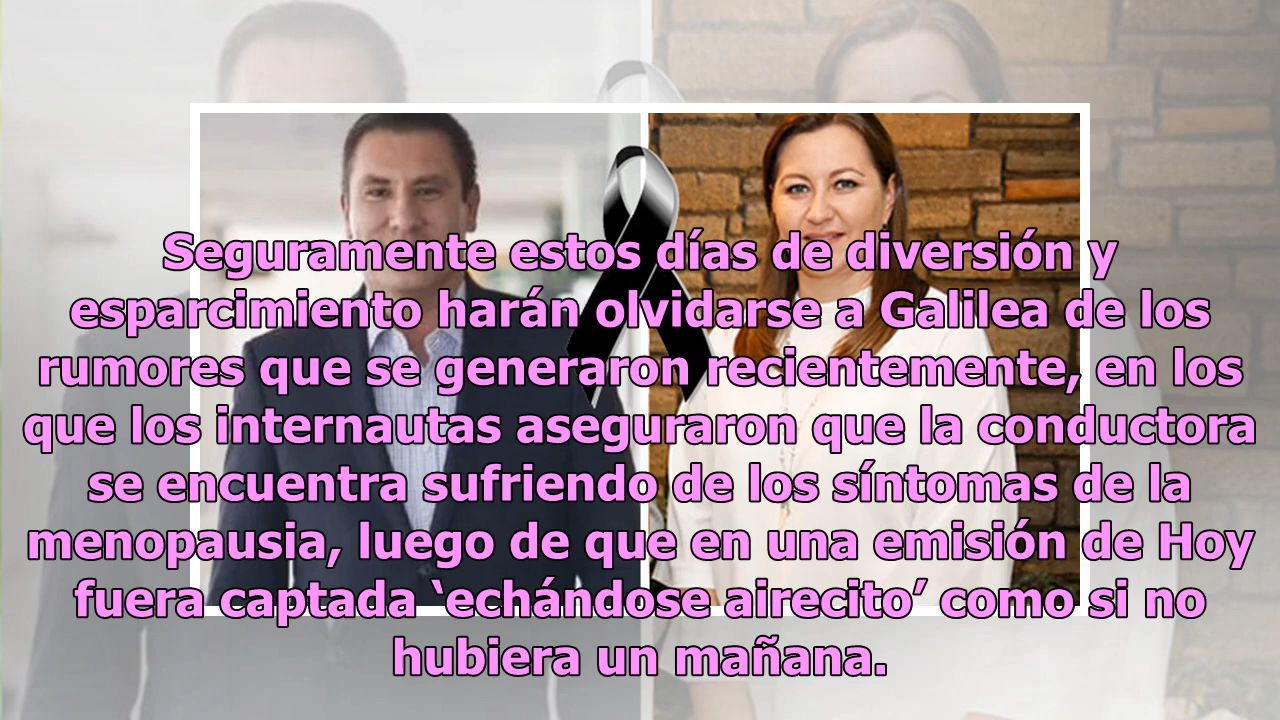 Seguramente estos días de diversión y
esparcimiento harán olvidarse a Galilea de los
rumores que se generaron recientemente, en los
que los internautas aseguraron que la conductora
se encuentra sufriendo de los síntomas de la
menopausia, luego de que en una emisión de Hoy
fuera captada ‘echándose airecito’ como si no
hubiera un mañana.